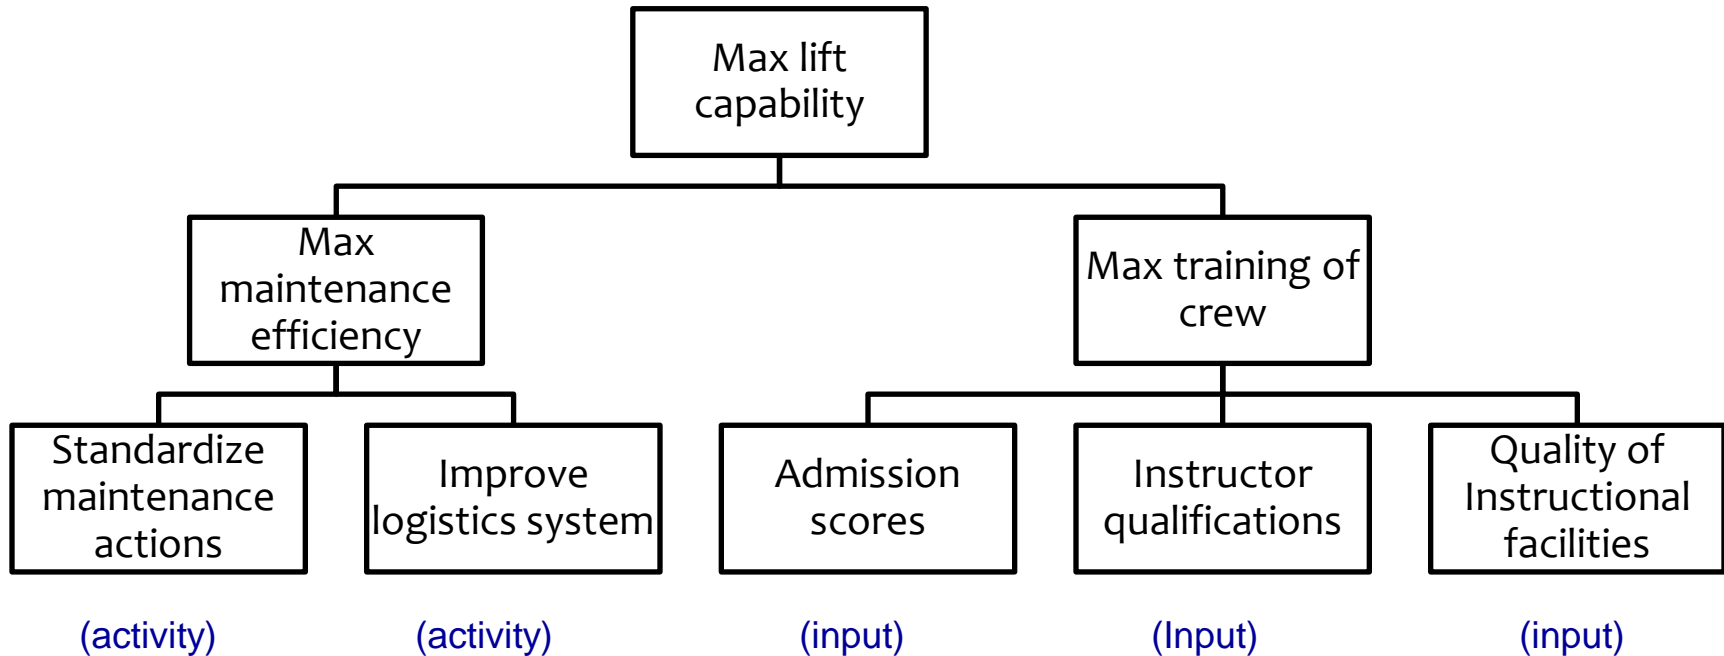 Max lift
capability
Max
maintenance
efficiency
Max training of
crew
Standardize
maintenance
actions
Improve
logistics system
Admission
scores
Instructor
qualifications
Quality of
Instructional
facilities
(activity)
(activity)
(input)
(Input)
(input)